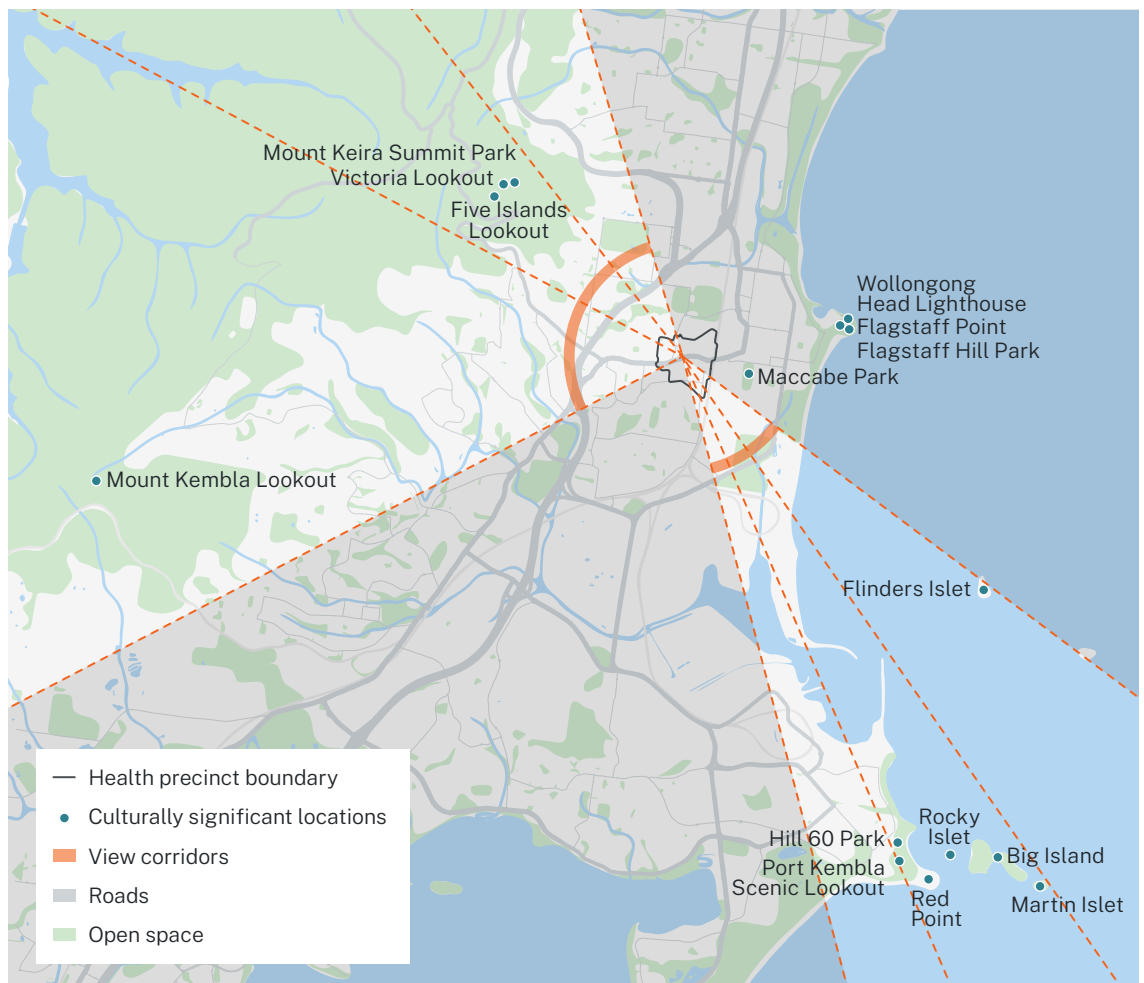 Mount Keira Summit Park
Victoria Lookout
Five Islands
Lookout
Wollongong
Head Lighthouse
Flagstaff Point
Flagstaff Hill Park
Maccabe Park
Mount Kembla Lookout
Flinders Islet
Rocky
Islet
Hill 60 Park
Port Kembla
Scenic Lookout
Big Island
Red
Point
Martin Islet
Health precinct boundary
Culturally significant locations
View corridors
Roads
Open space